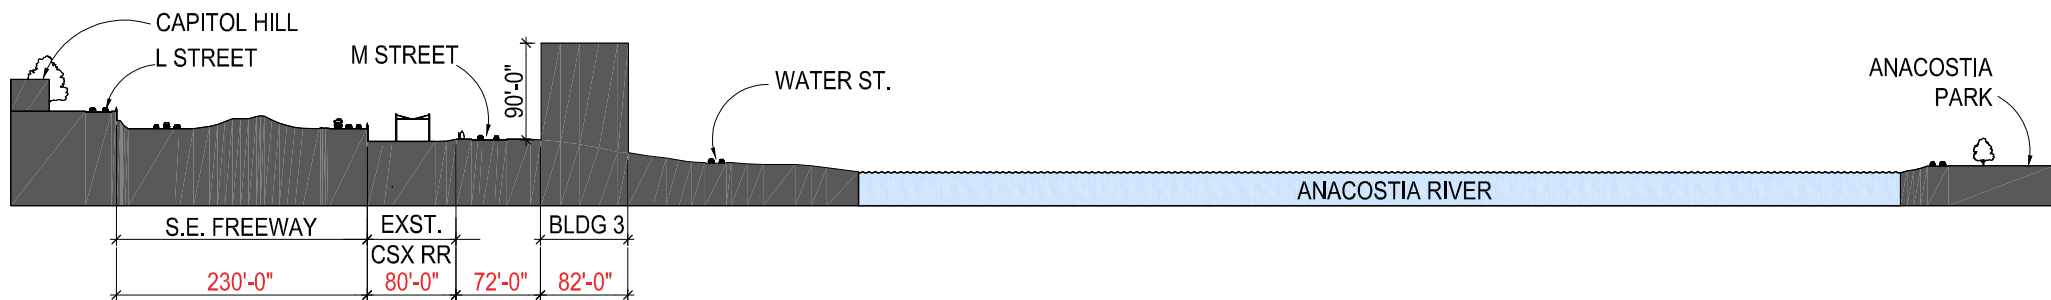 CAPITOL HILL
L STREET
M STREET
90'-0"
WATER ST.
ANACOSTIA
PARK
ANACOSTIA RIVER
S.E. FREEWAY
EXST.
CSX RR
BLDG 3
230'-0"
80'-0"
72'-0"
82'-0"